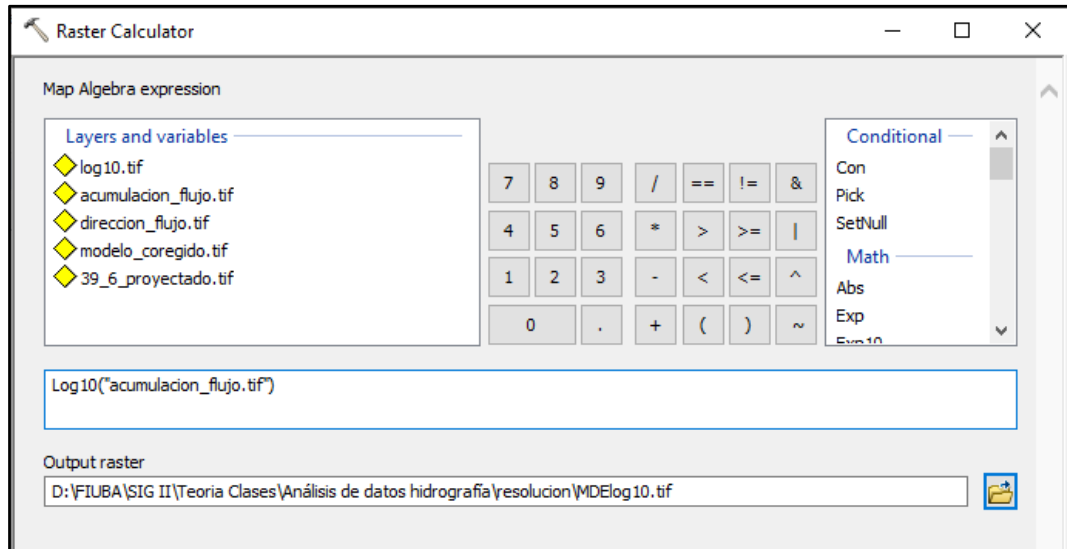 Raster Calculator
Map Algebra expression
Layers and variables
log10.tif
acumulacion_flujo.tif
direccion_flujo.tif
modelo_coregido.tif
39_6_proyectado.tif
7 8 9 / == != &
4 5 6 * > >= |
1 2 3 - < <= ^
0 . + ( ) ~
Conditional
Con
Pick
SetNull
Math
Abs
Exp
Exp10
Log10("acumulacion_flujo.tif")
Output raster
D:\FIUBA\SIG II\Teoria Clases\Análisis de datos hidrografía\resolucion\MDElog10.tif